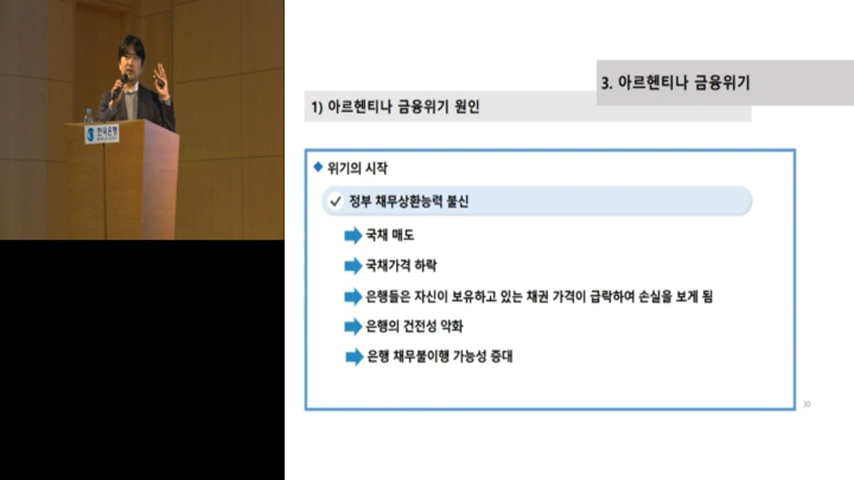 한국은행
3. 아르헨티나 금융위기
1) 아르헨티나 금융위기 원인
위기의 시작
정부 채무상환능력 불신
국채 매도
국채가격 하락
은행들은 자신이 보유하고 있는 채권 가격이 급락하여 손실을 보게 됨
은행의 건전성 악화
은행 채무불이행 가능성 증대
30